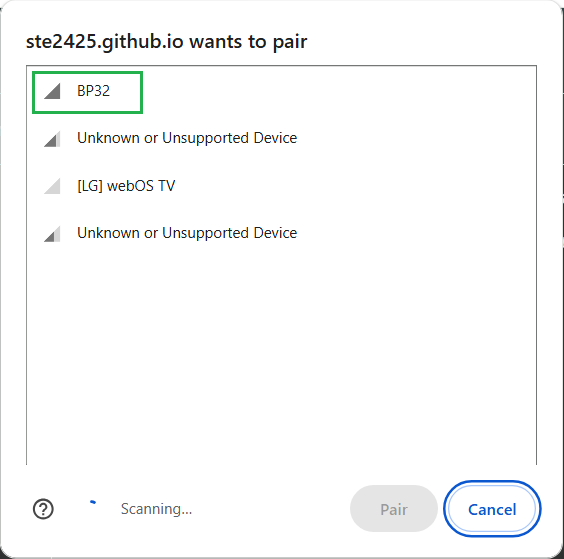 ste2425.github.io wants to pair
BP32
Unknown or Unsupported Device
[LG] webOS TV
Unknown or Unsupported Device
Scanning...
Pair
Cancel